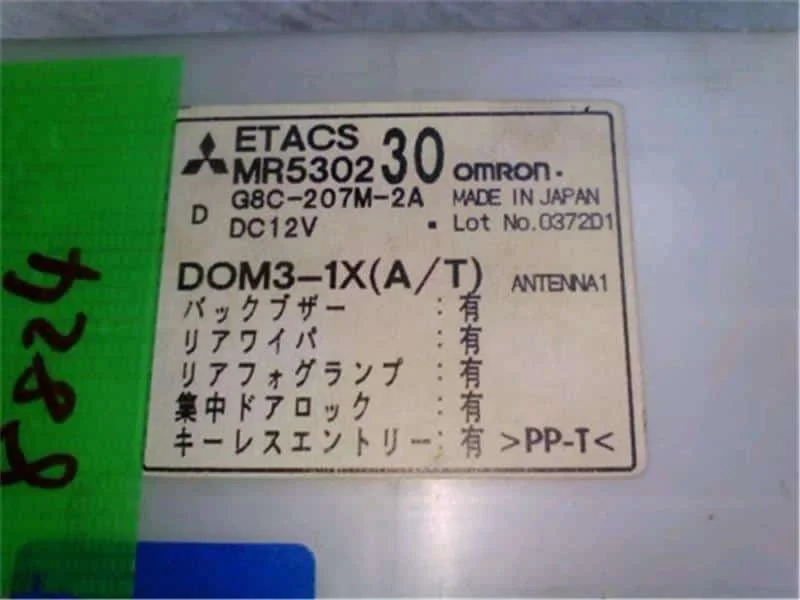 ETACS
MR530230 omron.
G8C-207M-2A MADE IN JAPAN
D DC12V Lot No.0372D1
DOM3-1X(A/T) ANTENNA1
バックブザー : 有
リアワイパ : 有
リアフォグランプ : 有
集中ドアロック : 有
キーレスエントリー : 有 >PP-T<